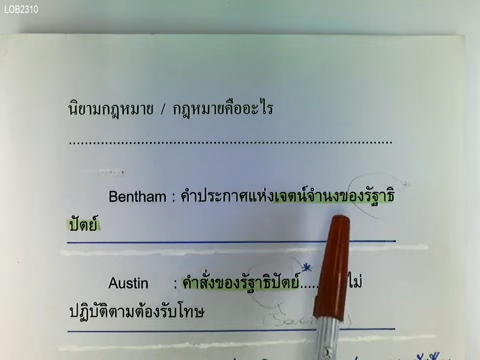 LOB2310
นิยามกฎหมาย / กฎหมายคืออะไร
Bentham : คำประกาศแห่งเจตน์จำนงของรัฐาธิ
ปัตย์
Austin : คำสั่งของรัฐาธิปัตย์........ไม่
ปฎิบัติตามต้องรับโทษ